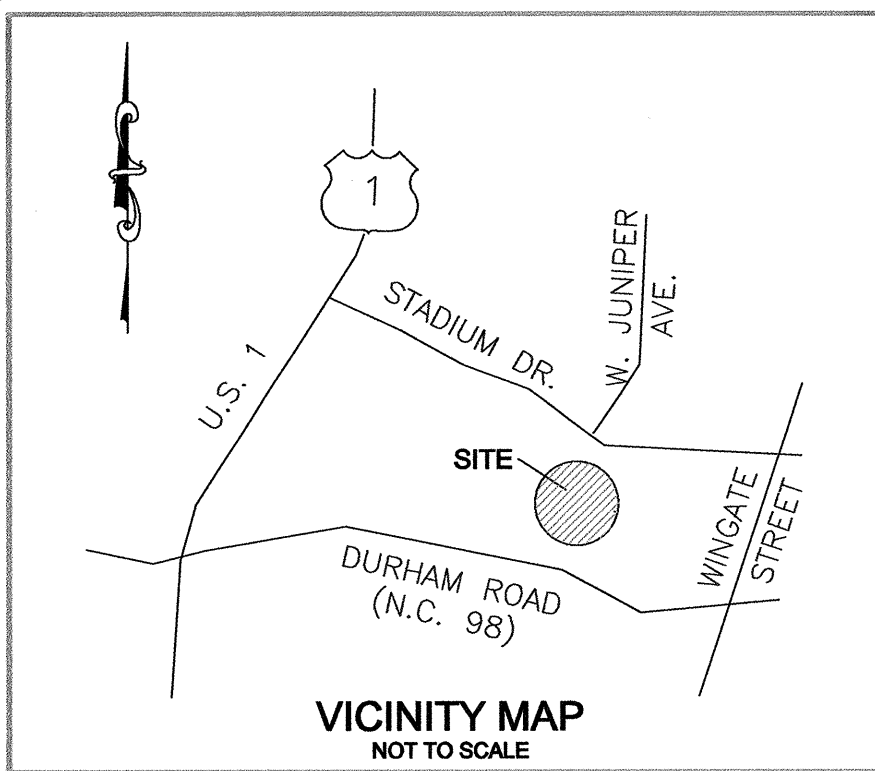 1
STADIUM DR.
W. JUNIPER
AVE.
U.S. 1
SITE
WINGATE
STREET
DURHAM ROAD
(N.C. 98)
VICINITY MAP
NOT TO SCALE